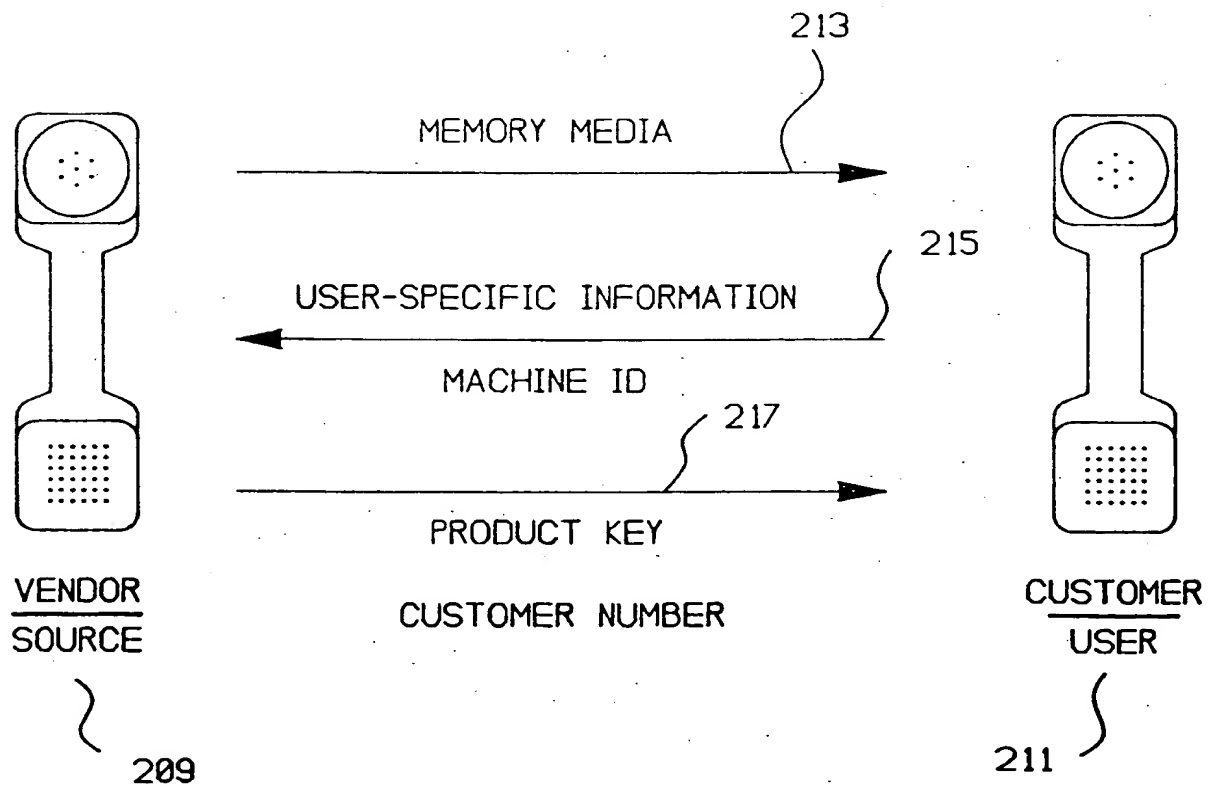 213
MEMORY MEDIA
215
USER-SPECIFIC INFORMATION
MACHINE ID
217
PRODUCT KEY
VENDOR
SOURCE
CUSTOMER NUMBER
CUSTOMER
USER
209
211